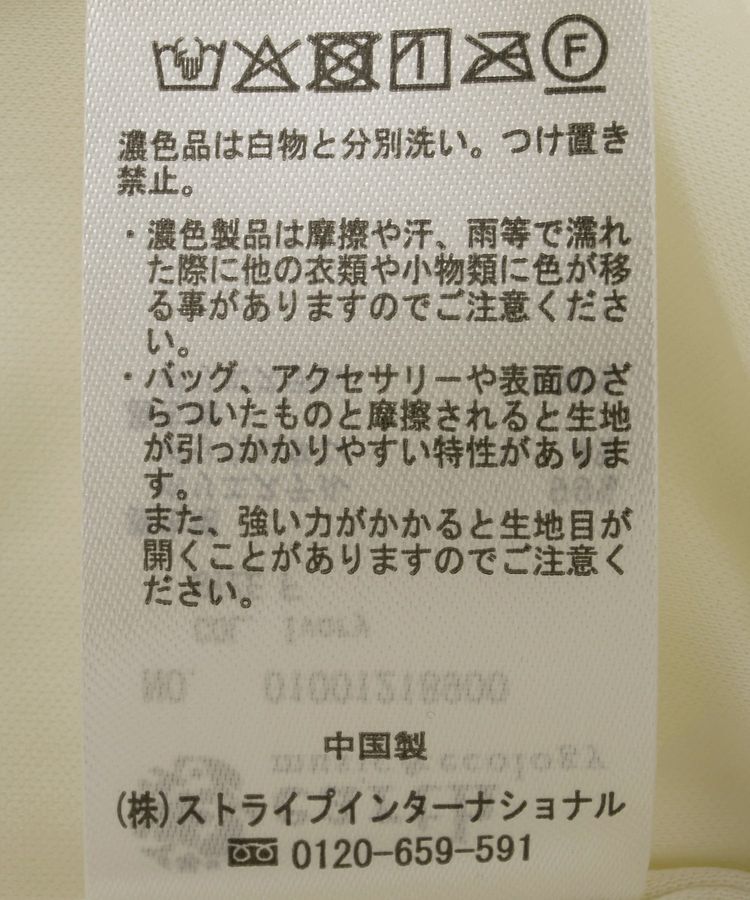 F
濃色品は白物と分別洗い。つけ置き
禁止。
・濃色製品は摩擦や汗、雨等で濡れ
た際に他の衣類や小物類に色が移
る事がありますのでご注意くださ
い。
・バッグ、アクセサリーや表面のざ
らついたものと摩擦されると生地
が引っかかりやすい特性がありま
す。
また、強い力がかかると生地目が
開くことがありますのでご注意く
ださい。
COL. Ivory
NO. 01001218900
中国製
music&ecology
(株)ストライプインターナショナル
0120-659-591